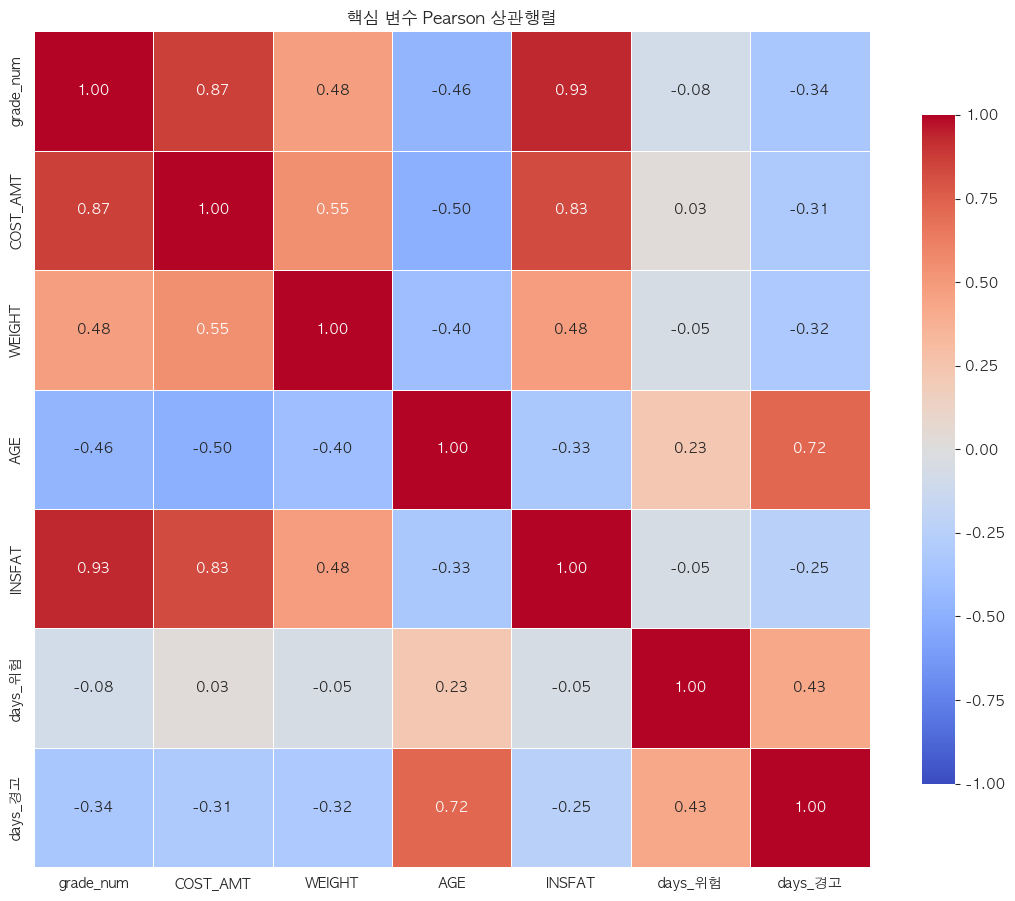 핵심 변수 Pearson 상관행렬
grade_num 1.00 0.87 0.48 -0.46 0.93 -0.08 -0.34
COST_AMT 0.87 1.00 0.55 -0.50 0.83 0.03 -0.31
WEIGHT 0.48 0.55 1.00 -0.40 0.48 -0.05 -0.32
AGE -0.46 -0.50 -0.40 1.00 -0.33 0.23 0.72
INSFAT 0.93 0.83 0.48 -0.33 1.00 -0.05 -0.25
days_위험 -0.08 0.03 -0.05 0.23 -0.05 1.00 0.43
days_경고 -0.34 -0.31 -0.32 0.72 -0.25 0.43 1.00
grade_num COST_AMT WEIGHT AGE INSFAT days_위험 days_경고
1.00
0.75
0.50
0.25
0.00
-0.25
-0.50
-0.75
-1.00